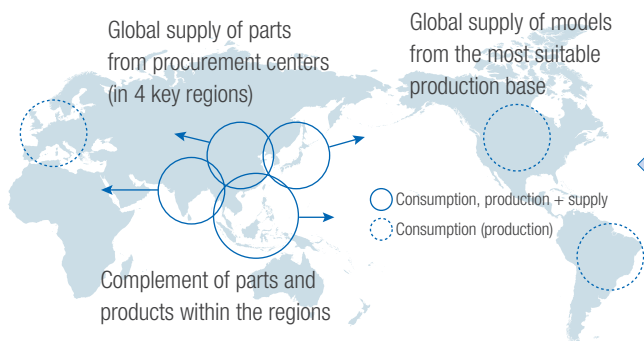 Global supply of parts
from procurement centers
(in 4 key regions)
Global supply of models
from the most suitable
production base
Consumption, production + supply
Consumption (production)
Complement of parts and
products within the regions